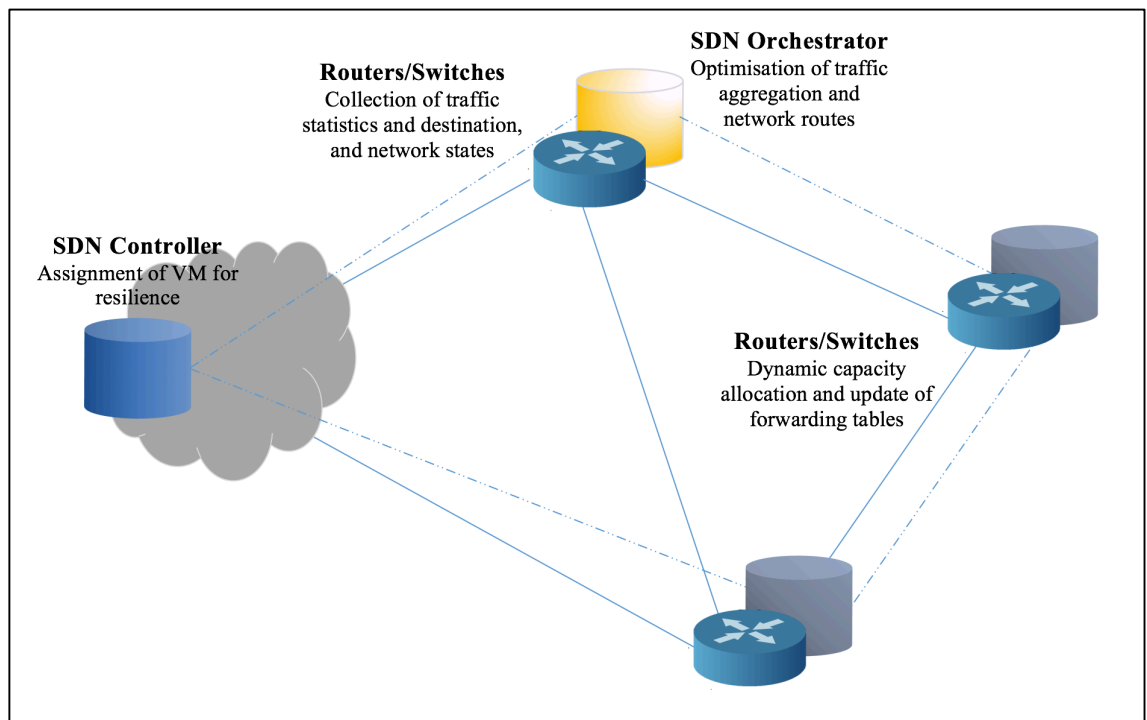 SDN Orchestrator
Optimisation of traffic
aggregation and
network routes
Routers/Switches
Collection of traffic
statistics and destination,
and network states
SDN Controller
Assignment of VM for
resilience
Routers/Switches
Dynamic capacity
allocation and update of
forwarding tables